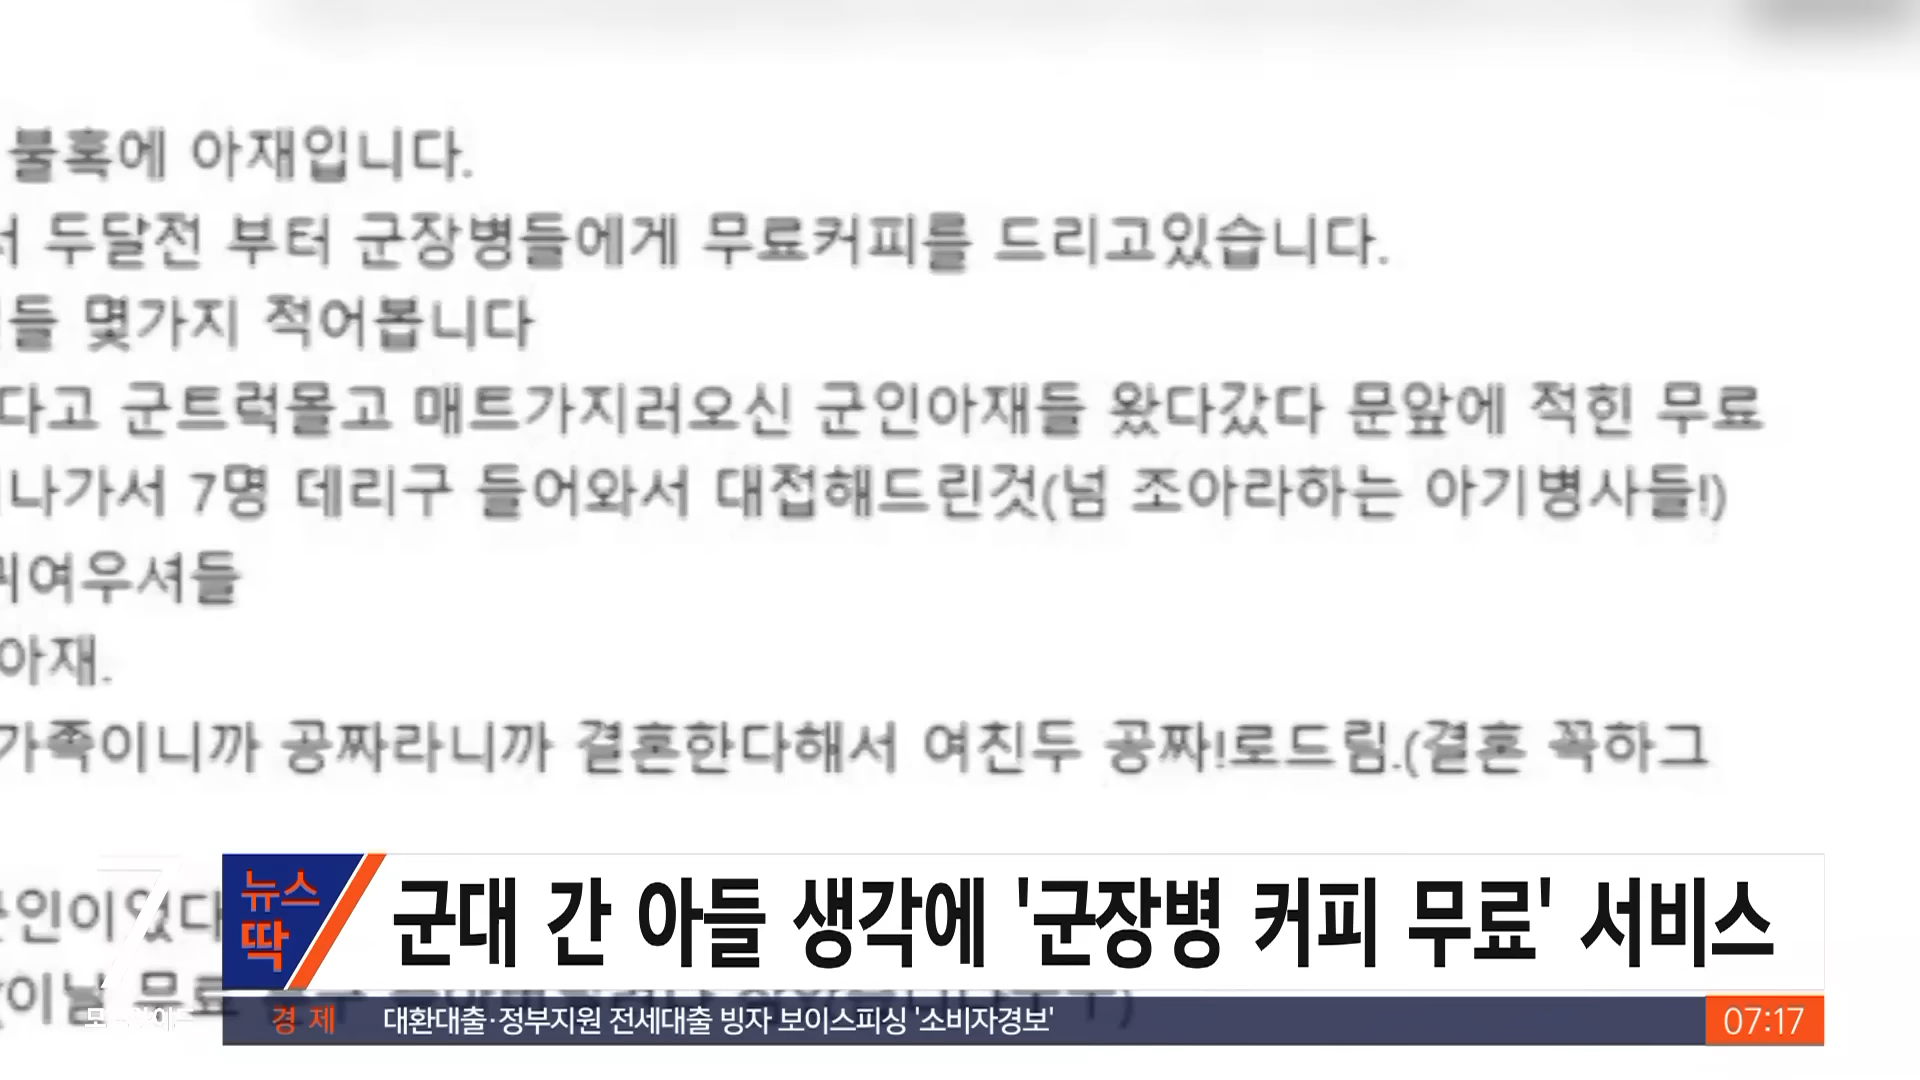 불혹에 아재입니다.
서 두달전 부터 군장병들에게 무료커피를 드리고있습니다.
들 몇가지 적어봅니다
다고 군트럭몰고 매트가지러오신 군인아재들 왔다갔다 문앞에 적힌 무료
나가서 7명 데리구 들어와서 대접해드린것(넘 조아라하는 아기병사들!)
귀여우셔들
아재.
가족이니까 공짜라니까 결혼한다해서 여친두 공짜!로드림.(결혼 꼭하그
군인이있다
무료
뉴스
딱
군대 간 아들 생각에 '군장병 커피 무료' 서비스
경제
대환대출·정부지원 전세대출 빙자 보이스피싱 '소비자경보'
07:17